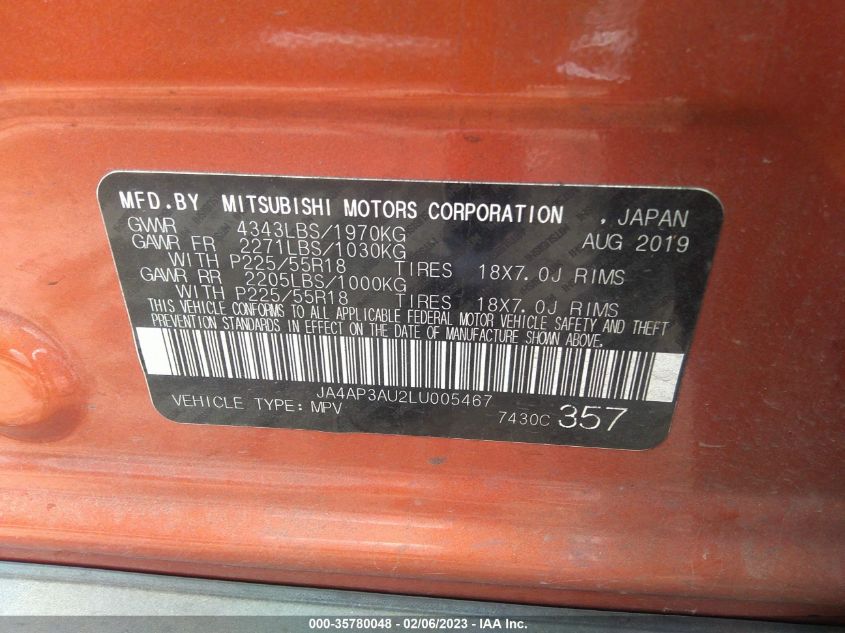 MFD.BY MITSUBISHI MOTORS CORPORATION , JAPAN
GVWR 4343LBS/1970KG AUG 2019
GAWR FR 2271LBS/1030KG
WITH P225/55R18 TIRES 18X7.0J RIMS
GAWR RR 2205LBS/1000KG
WITH P225/55R18 TIRES 18X7.0J RIMS
THIS VEHICLE CONFORMS TO ALL APPLICABLE FEDERAL MOTOR VEHICLE SAFETY AND THEFT
PREVENTION STANDARDS IN EFFECT ON THE DATE OF MANUFACTURE SHOWN ABOVE.
JA4AP3AU2LU005467
VEHICLE TYPE:MPV 7430C 357
000-35780048 - 02/06/2023 - IAA Inc.